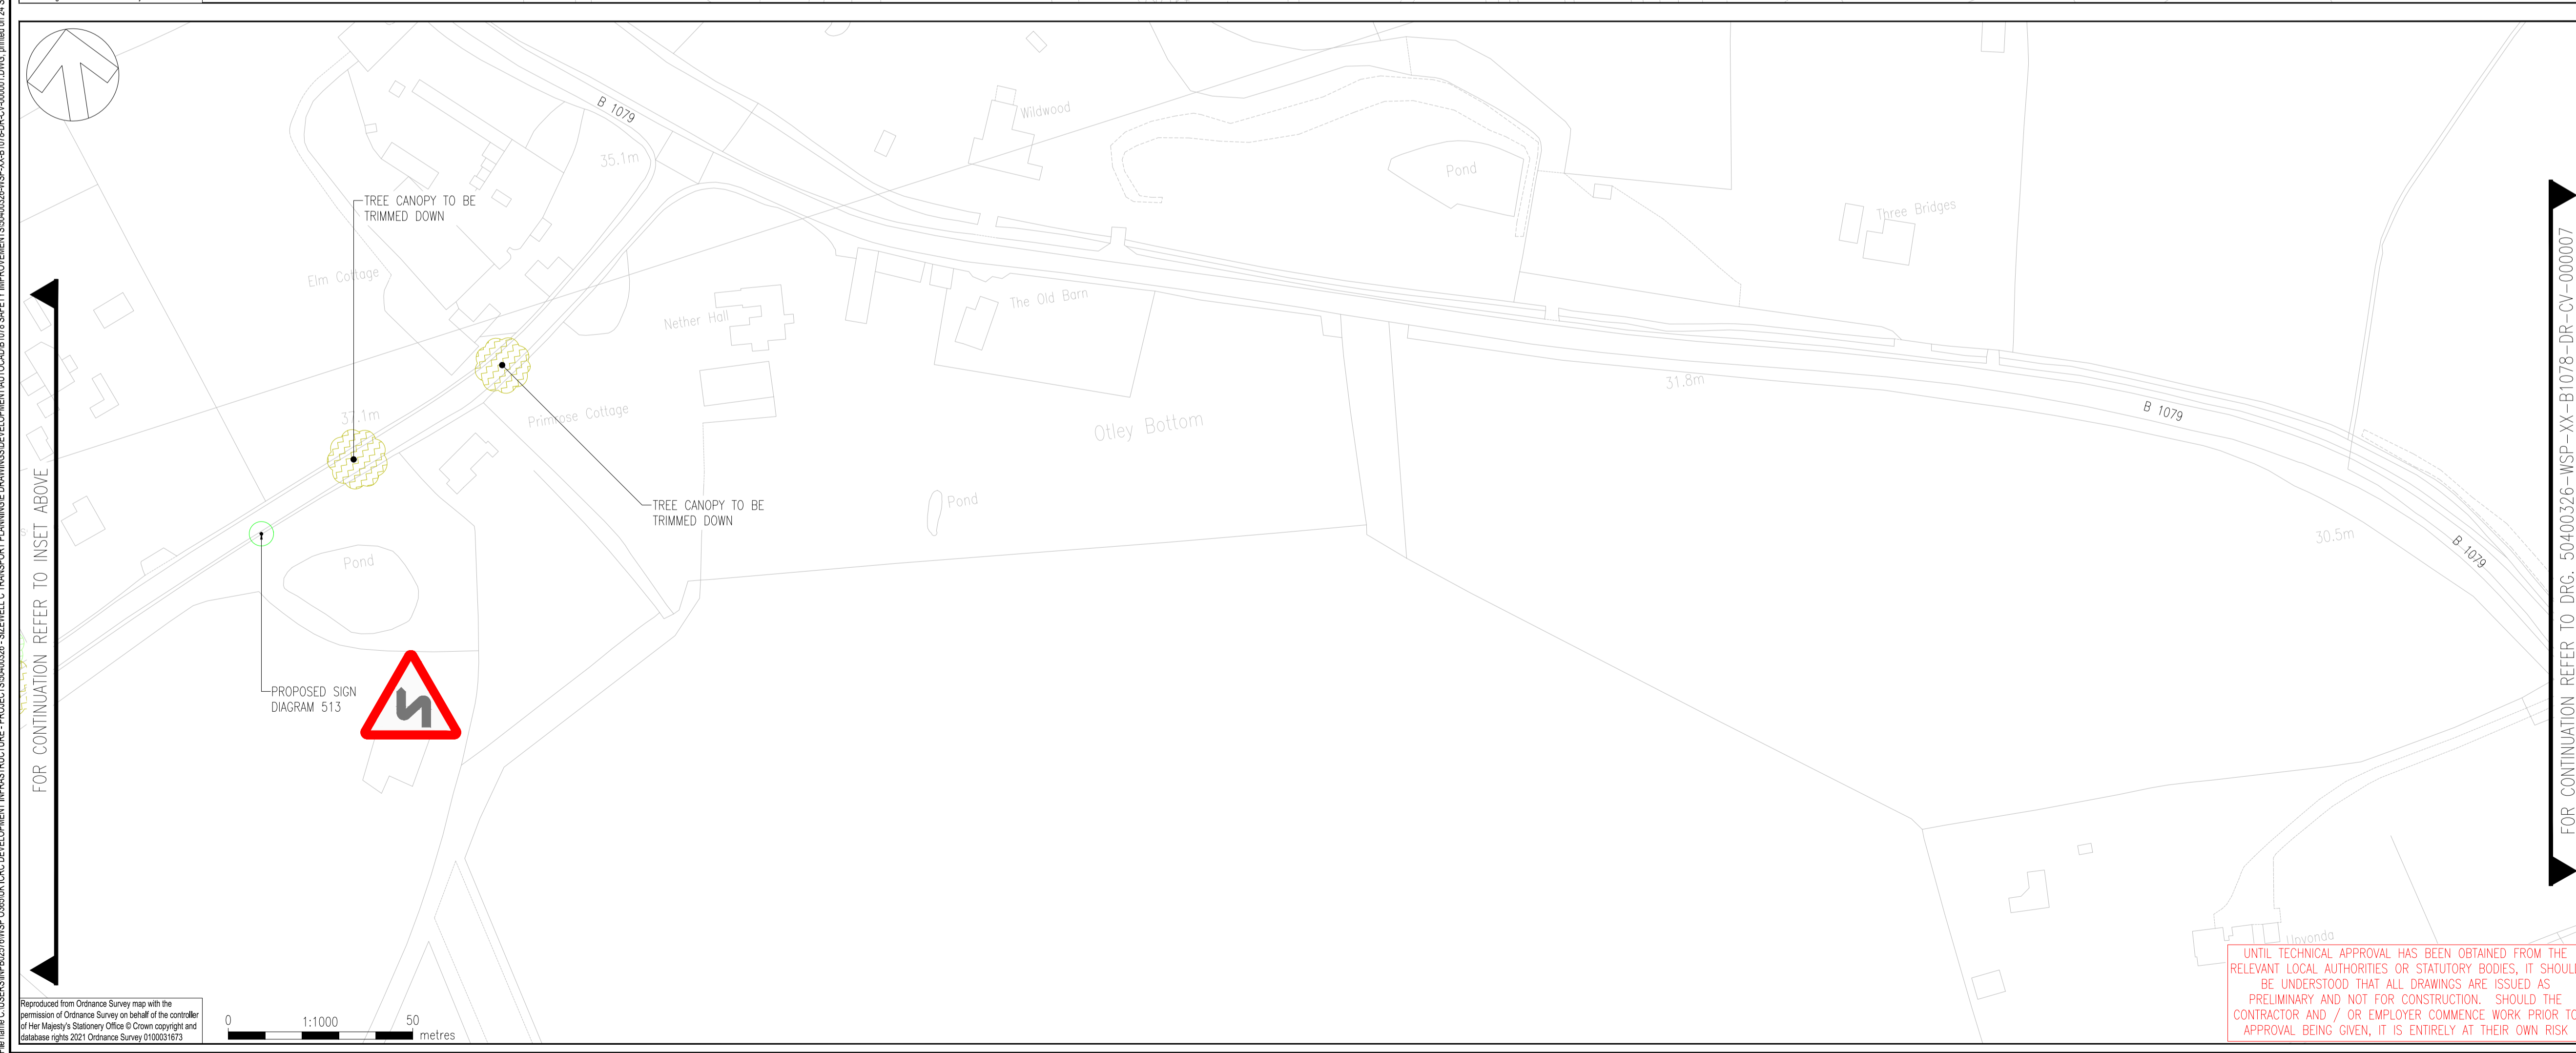 B 1079
Wildwood
35.1m
Pond
TREE CANOPY TO BE
TRIMMED DOWN
Three Bridges
Elm Cottage
Nether Hall
The Old Barn
31.8m
37.1m
Primrose Cottage
Otley Bottom
B 1079
TREE CANOPY TO BE
TRIMMED DOWN
Pond
30.5m
B 1079
Pond
PROPOSED SIGN
DIAGRAM 513
FOR CONTINUATION REFER TO INSET ABOVE
FOR CONTINUATION REFER TO DRG. 50400326-WSP-XX-B1078-DR-CV-000007
Unyonda
UNTIL TECHNICAL APPROVAL HAS BEEN OBTAINED FROM THE
RELEVANT LOCAL AUTHORITIES OR STATUTORY BODIES, IT SHOULD
BE UNDERSTOOD THAT ALL DRAWINGS ARE ISSUED AS
PRELIMINARY AND NOT FOR CONSTRUCTION. SHOULD THE
CONTRACTOR AND / OR EMPLOYER COMMENCE WORK PRIOR TO
APPROVAL BEING GIVEN, IT IS ENTIRELY AT THEIR OWN RISK
Reproduced from Ordnance Survey map with the
permission of Ordnance Survey on behalf of the controller
of Her Majesty's Stationery Office © Crown copyright and
database rights 2021 Ordnance Survey 0100031673
0 1:1000 50
metres